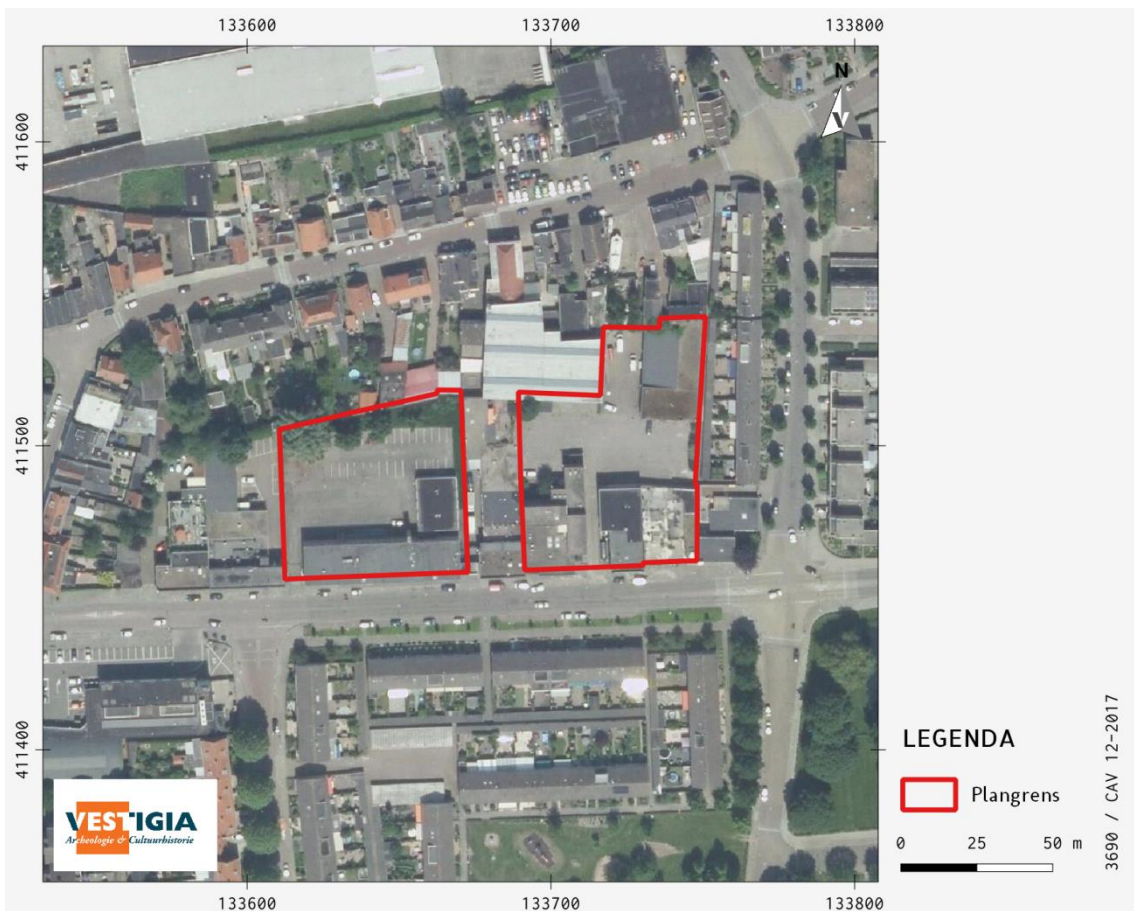 133600 133700 133800
N
V
411600
411500
411400
LEGENDA
Plangrens
0 25 50 m
3690 / CAV 12-2017
VESTIGIA
Archeologie & Cultuurhistorie
133600 133700 133800